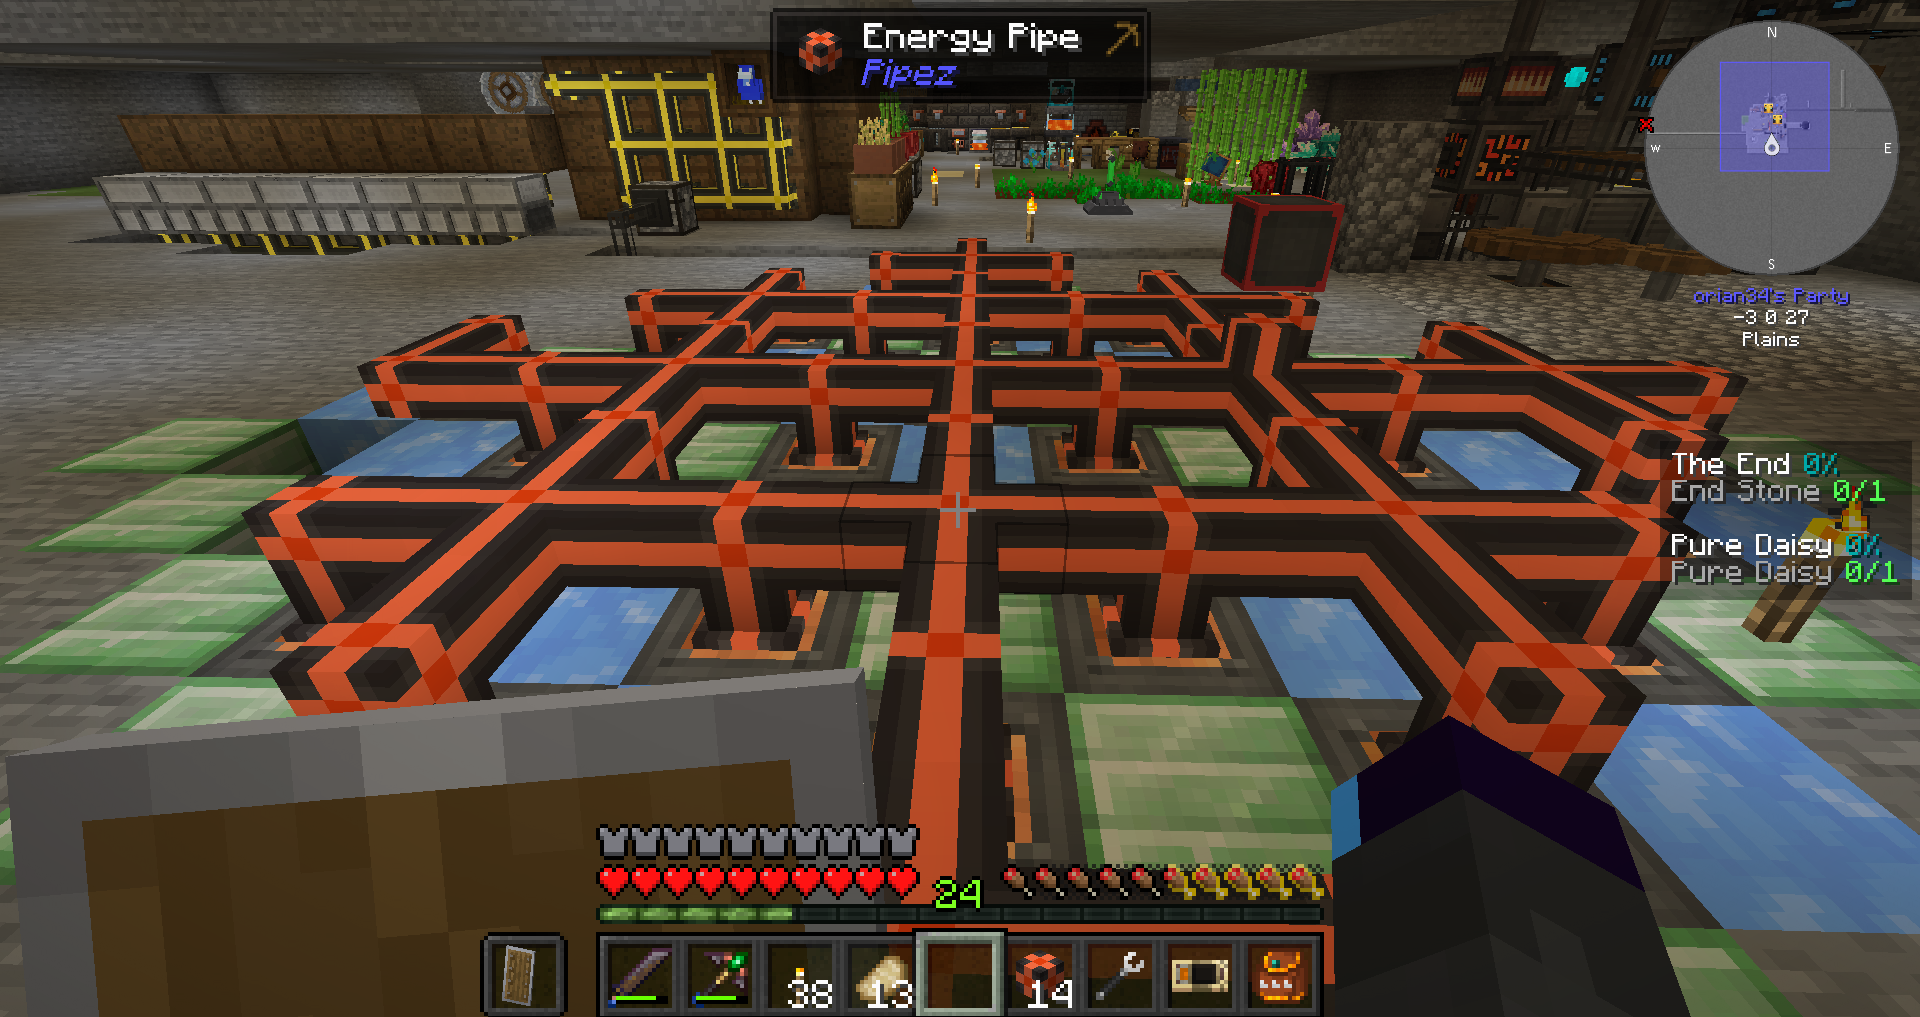 Energy Pipe
Pipez
N
W
E
S
orian34's Party
-3 0 27
Plains
The End 0%
End Stone 0/1
Pure Daisy 0%
Pure Daisy 0/1
24
38
13
14